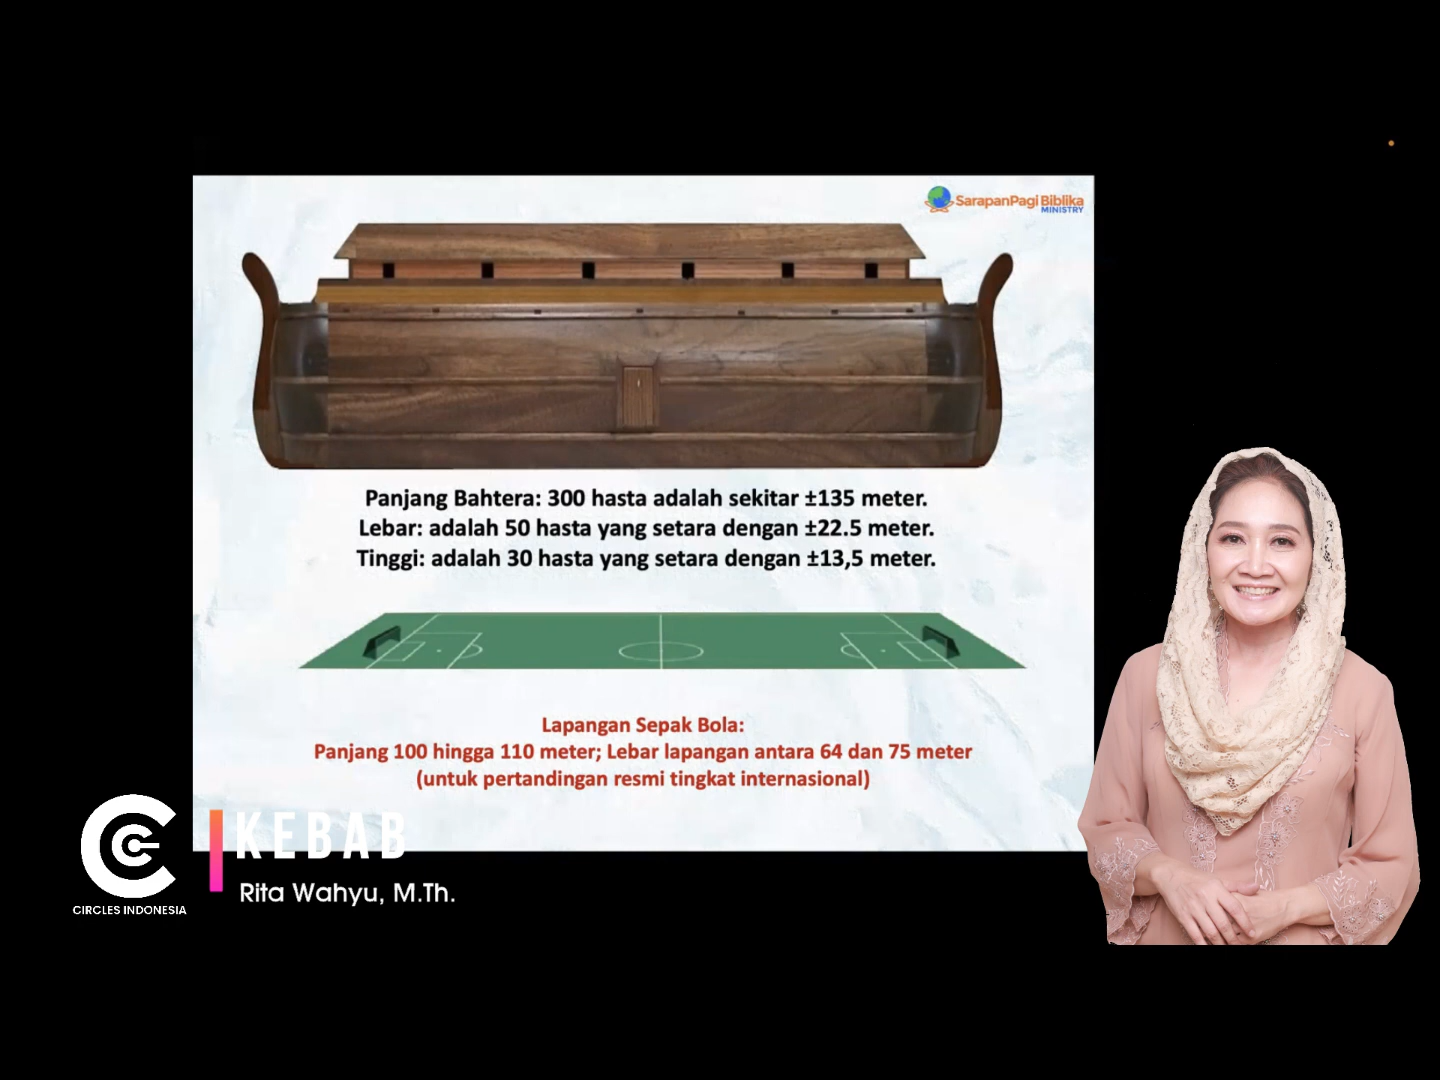 SarapanPagi Biblika
MINISTRY
Panjang Bahtera: 300 hasta adalah sekitar ±135 meter.
Lebar: adalah 50 hasta yang setara dengan ±22.5 meter.
Tinggi: adalah 30 hasta yang setara dengan ±13,5 meter.
Lapangan Sepak Bola:
Panjang 100 hingga 110 meter; Lebar lapangan antara 64 dan 75 meter
(untuk pertandingan resmi tingkat internasional)
KEBAB
Rita Wahyu, M.Th.
CIRCLES INDONESIA